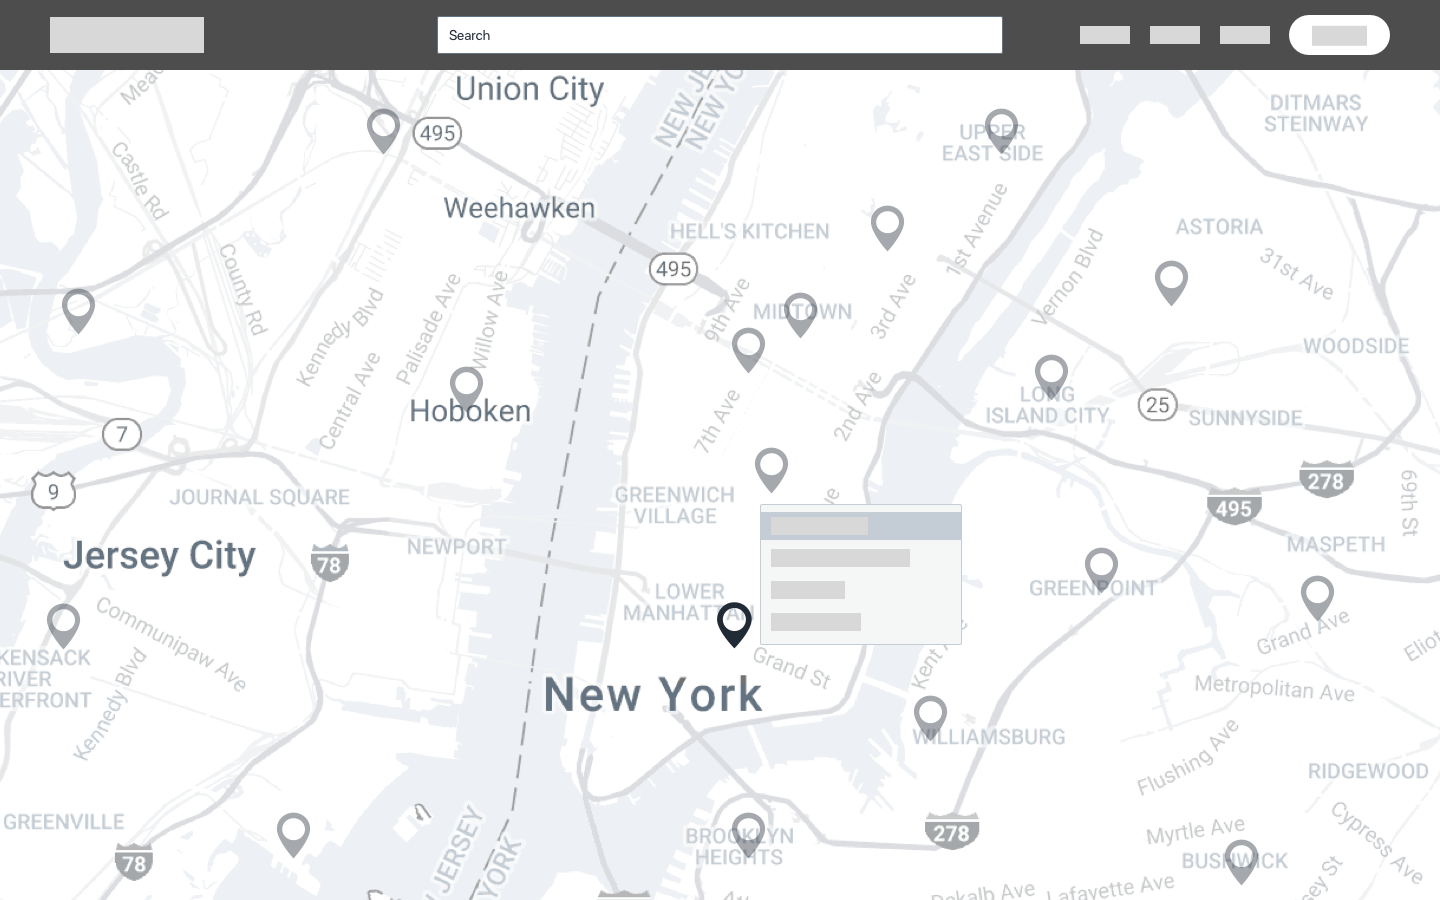 Search
Union City
NEW JE
NEW YO
DITMARS
STEINWAY
495
UPPER
EAST SIDE
Castle Rd
Weehawken
HELL'S KITCHEN
1st Avenue
ASTORIA
County Rd
495
Vernon Blvd
31st Ave
Kennedy Blvd
Palisade Ave
Willow Ave
9th Ave
MIDTOWN
3rd Ave
WOODSIDE
Central Ave
Hoboken
7th Ave
2nd Ave
LONG
ISLAND CITY
25
SUNNYSIDE
7
9
JOURNAL SQUARE
GREENWICH
VILLAGE
278
495
69th St
Jersey City
78
NEWPORT
MASPETH
LOWER
MANHATTAN
GREENPOINT
Communipaw Ave
KENSACK
RIVER
ERFRONT
Kennedy Blvd
Grand St
Kent
Grand Ave
Eliot
New York
Metropolitan Ave
WILLIAMSBURG
Flushing Ave
RIDGEWOOD
GREENVILLE
JERSEY
YORK
BROOKLYN
HEIGHTS
278
Myrtle Ave
Cypress Ave
78
BUSHWICK
Dekalb Ave
Lafayette Ave
sey St